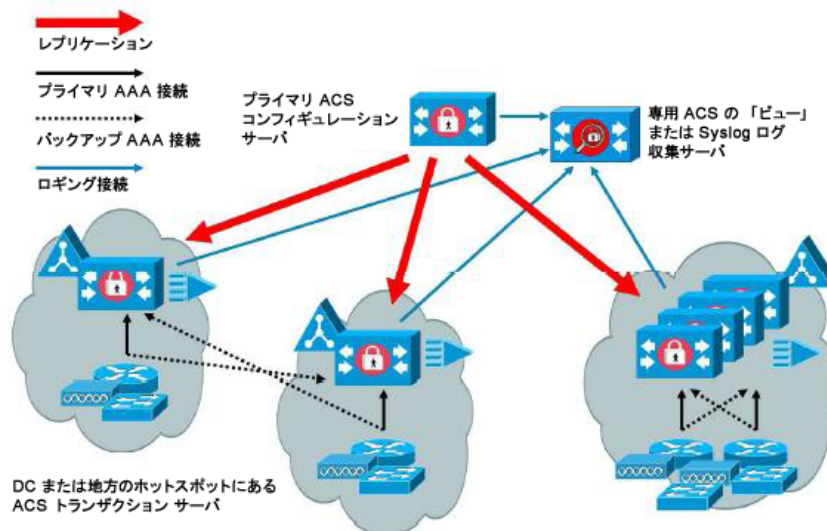 レプリケーション
プライマリ AAA 接続
バックアップ AAA 接続
ロギング接続
プライマリ ACS
コンフィギュレーション
サーバ
専用 ACS の 「ビュー」
または Syslog ログ
収集サーバ
DC または地方のホットスポットにある
ACS トランザクション サーバ